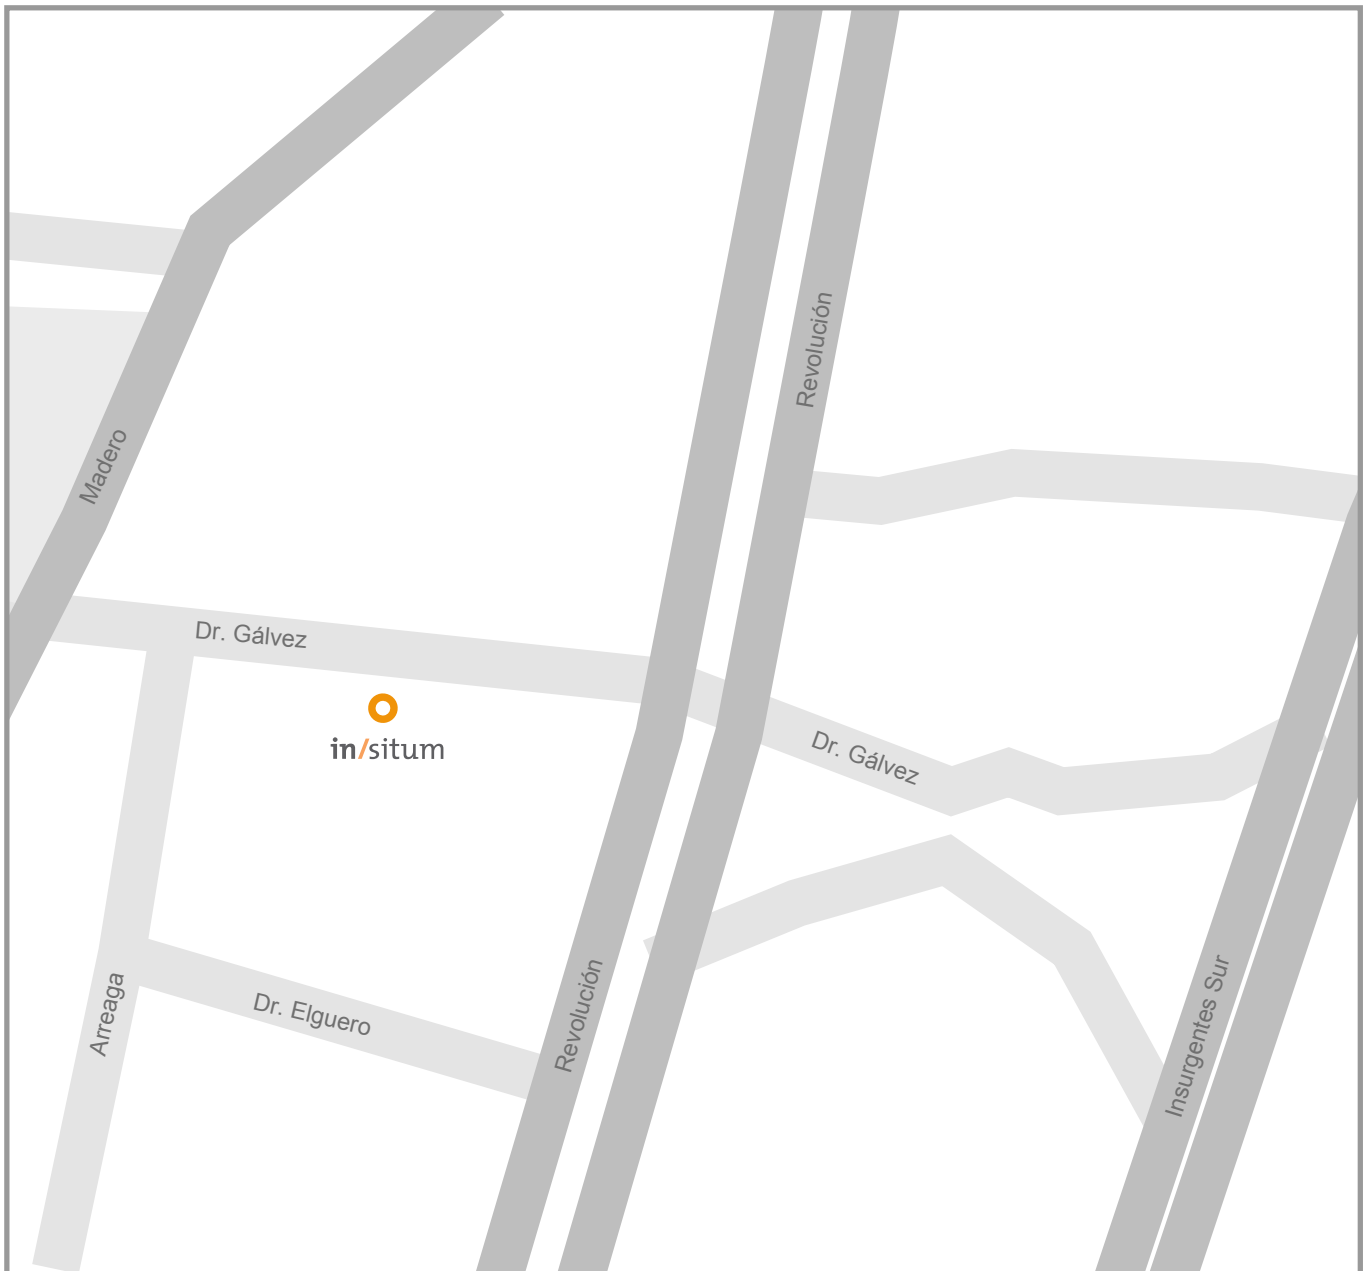 Revolución
Madero
Dr. Gálvez
in/situm
Dr. Gálvez
Arreaga
Dr. Elguero
Revolución
Insurgentes Sur